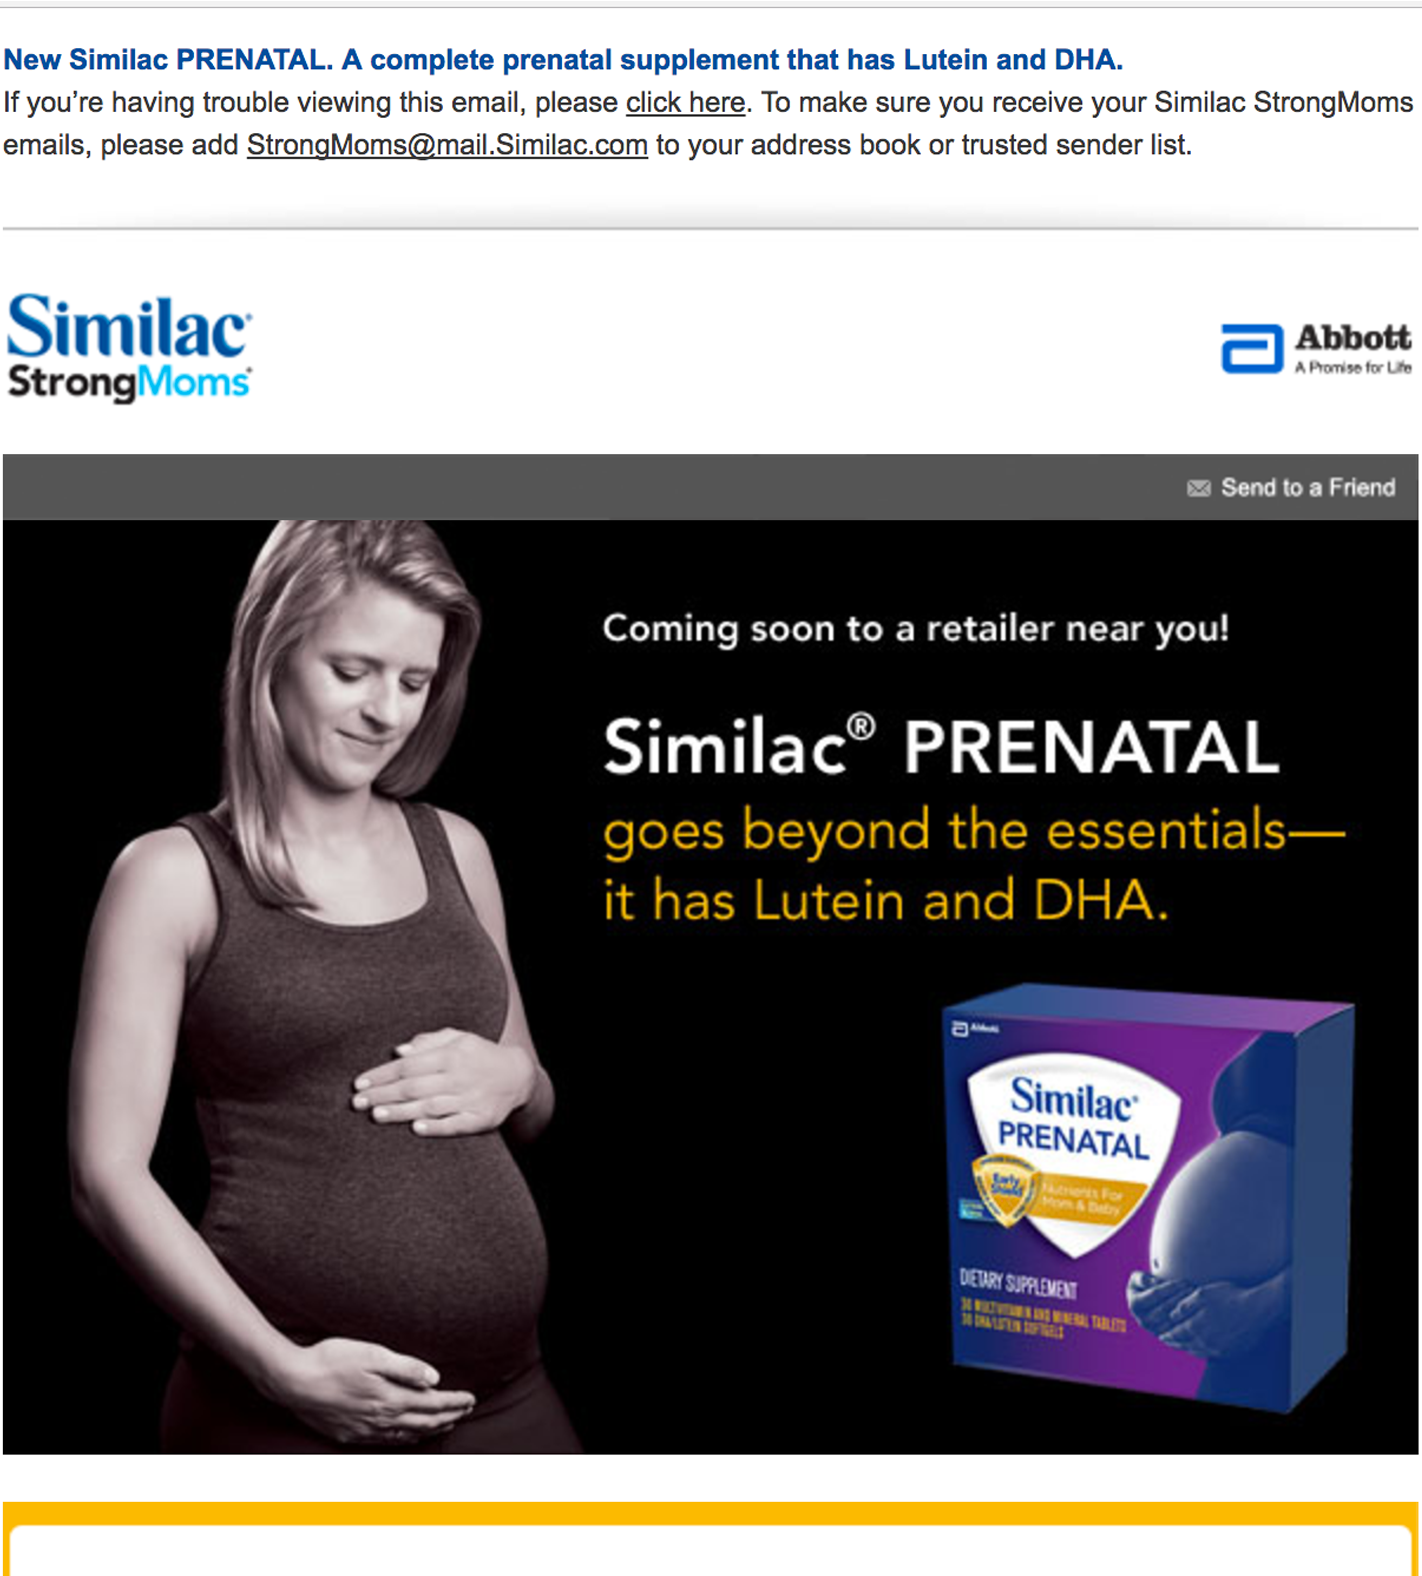 New Similac PRENATAL. A complete prenatal supplement that has Lutein and DHA.
If you’re having trouble viewing this email, please click here. To make sure you receive your Similac StrongMoms
emails, please add StrongMoms@mail.Similac.com to your address book or trusted sender list.
Similac®
StrongMoms®
Abbott
A Promise for Life
Send to a Friend
Coming soon to a retailer near you!
Similac® PRENATAL
goes beyond the essentials—
it has Lutein and DHA.
Abbott
Similac®
PRENATAL
Early
Shield
Nutrients For
Mom & Baby
DIETARY SUPPLEMENT
30 MULTIVITAMIN AND MINERAL TABLETS
30 DHA/LUTEIN SOFTGELS